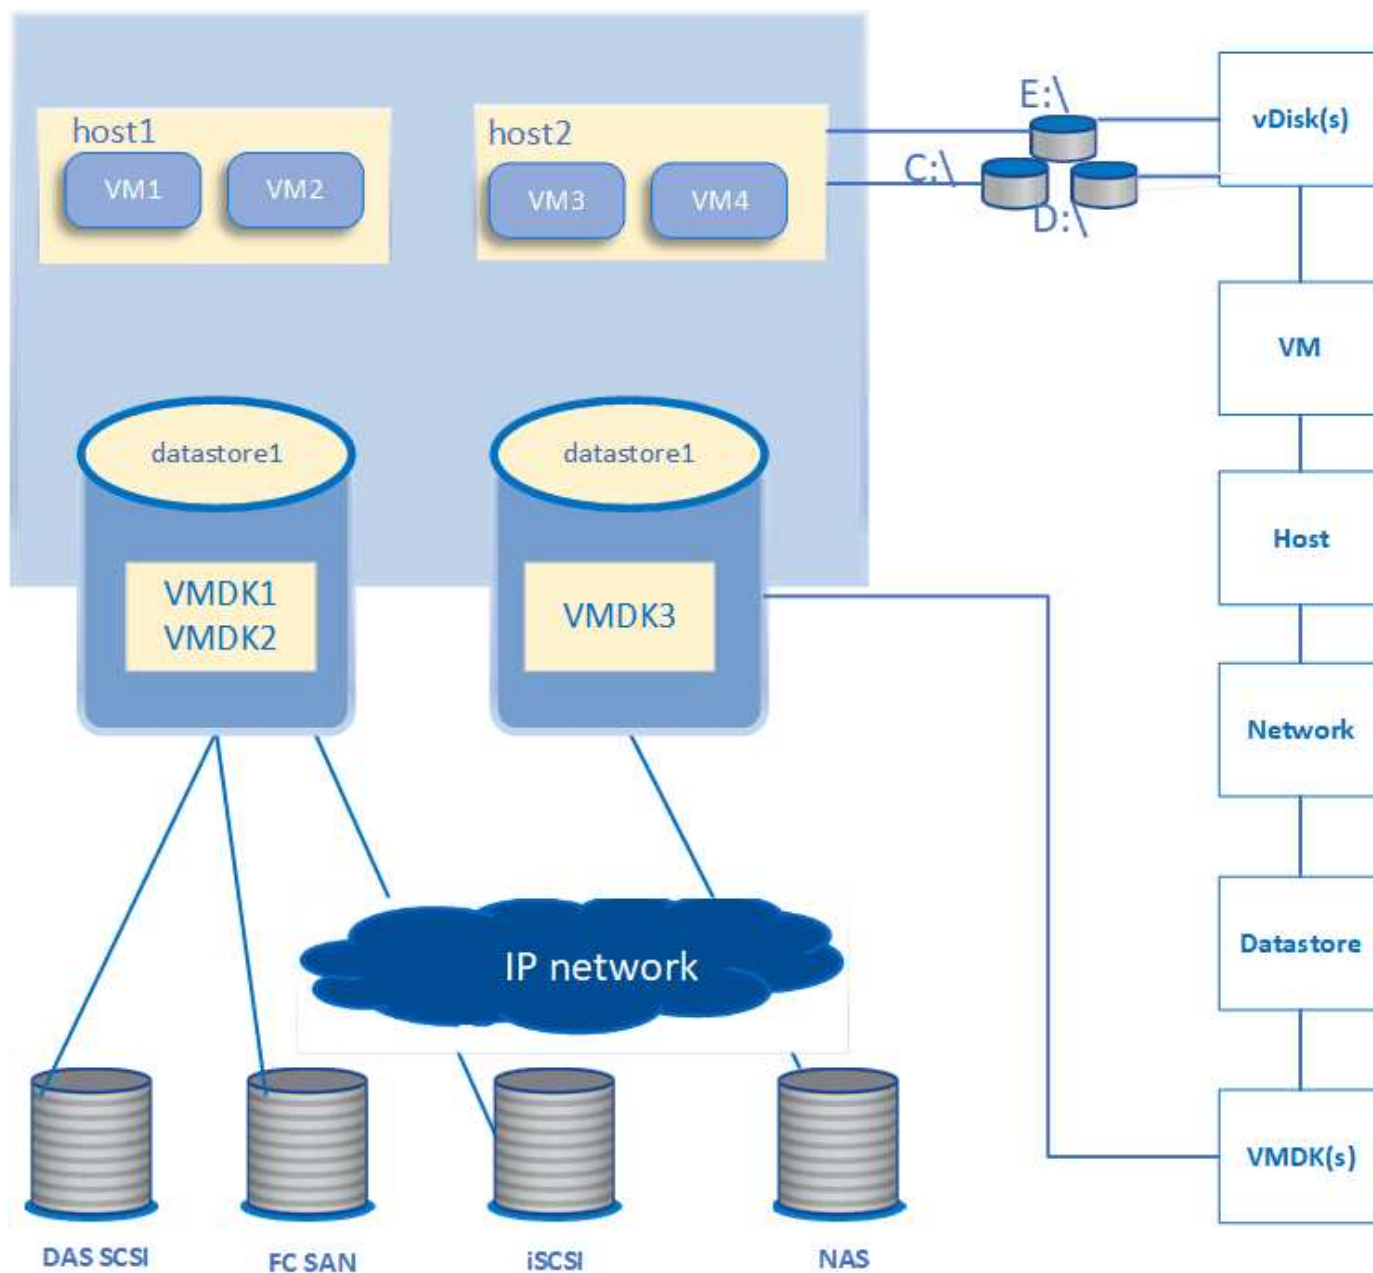 host1
VM1
VM2
host2
VM3
VM4
E:\
C:\
D:\
vDisk(s)
VM
Host
Network
Datastore
VMDK(s)
datastore1
VMDK1
VMDK2
datastore1
VMDK3
IP network
DAS SCSI
FC SAN
iSCSI
NAS